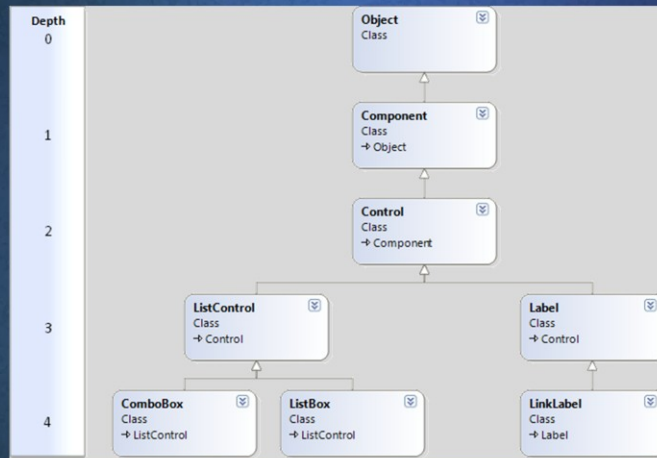 Depth
0
Object
Class
1
Component
Class
Object
2
Control
Class
Component
3
ListControl
Class
Control
Label
Class
Control
4
ComboBox
Class
ListControl
ListBox
Class
ListControl
LinkLabel
Class
Label